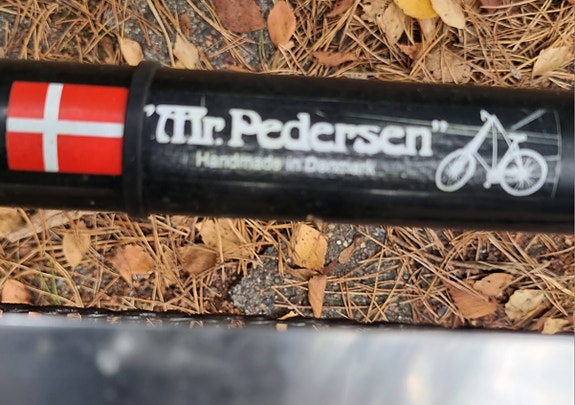 "Mr. Pedersen"
Handmade in Denmark